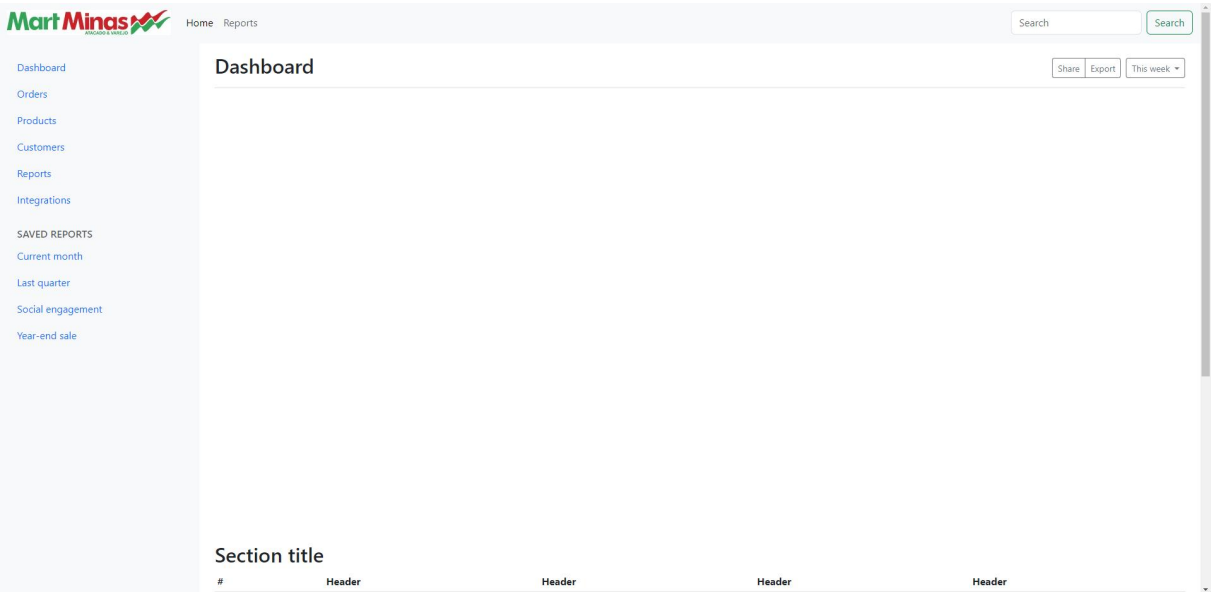 Mart Minas
ATACADO & VAREJO
Home Reports
Search Search
Dashboard
Orders
Products
Customers
Reports
Integrations
SAVED REPORTS
Current month
Last quarter
Social engagement
Year-end sale
Dashboard
Share Export This week
Section title
# Header Header Header Header